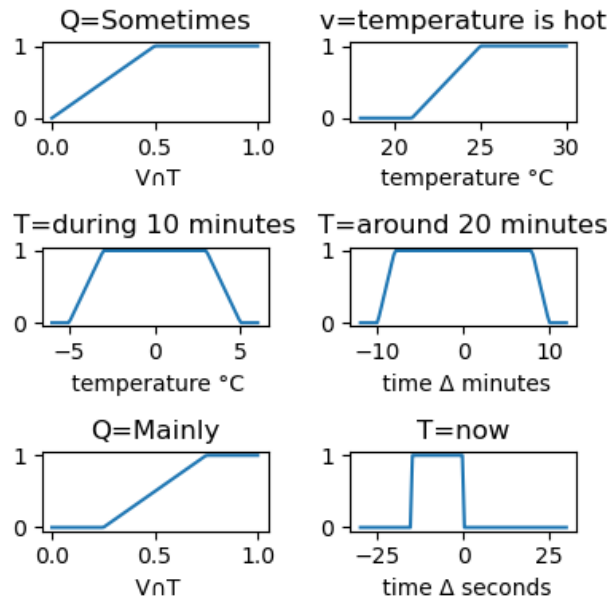 Q=Sometimes
1
0
0.0 0.5 1.0
V∩T
v=temperature is hot
1
0
20 25 30
temperature °C
T=during 10 minutes
1
0
−5 0 5
temperature °C
T=around 20 minutes
1
0
−10 0 10
time Δ minutes
Q=Mainly
1
0
0.0 0.5 1.0
V∩T
T=now
1
0
−25 0 25
time Δ seconds